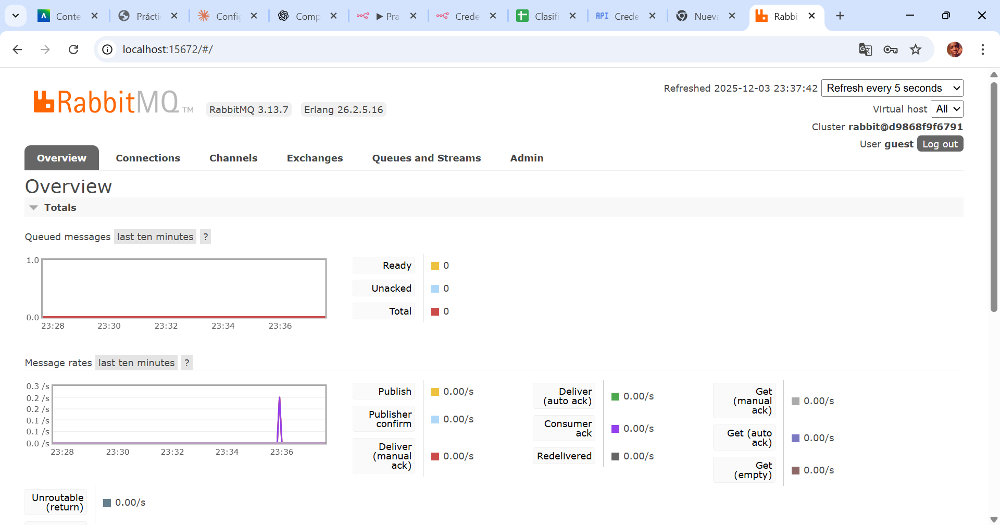 Conte
Prácti
Config
Comp
▶ Pra
Crede
Clasifi
API Crede
Nueva
Rabbi
localhost:15672/#/
RabbitMQ TM
RabbitMQ 3.13.7
Erlang 26.2.5.16
Refreshed 2025-12-03 23:37:42 Refresh every 5 seconds
Virtual host All
Cluster rabbit@d9868f9f6791
User guest Log out
Overview
Connections
Channels
Exchanges
Queues and Streams
Admin
Overview
Totals
Queued messages last ten minutes ?
1.0
0.0
23:28 23:30 23:32 23:34 23:36
Ready 0
Unacked 0
Total 0
Message rates last ten minutes ?
0.3 /s
0.2 /s
0.2 /s
0.1 /s
0.1 /s
0.0 /s
23:28 23:30 23:32 23:34 23:36
Publish 0.00/s
Publisher
confirm 0.00/s
Deliver
(manual
ack) 0.00/s
Deliver
(auto ack) 0.00/s
Consumer
ack 0.00/s
Redelivered 0.00/s
Get
(manual
ack) 0.00/s
Get (auto
ack) 0.00/s
Get
(empty) 0.00/s
Unroutable
(return) 0.00/s